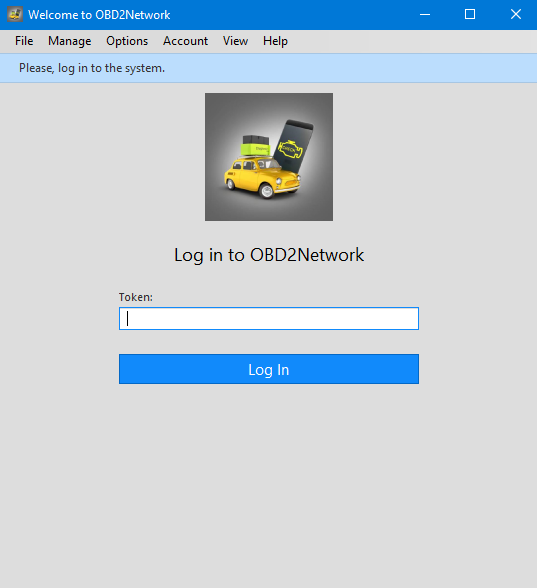 Welcome to OBD2Network
File Manage Options Account View Help
Please, log in to the system.
CHECK
Log in to OBD2Network
Token:
Log In